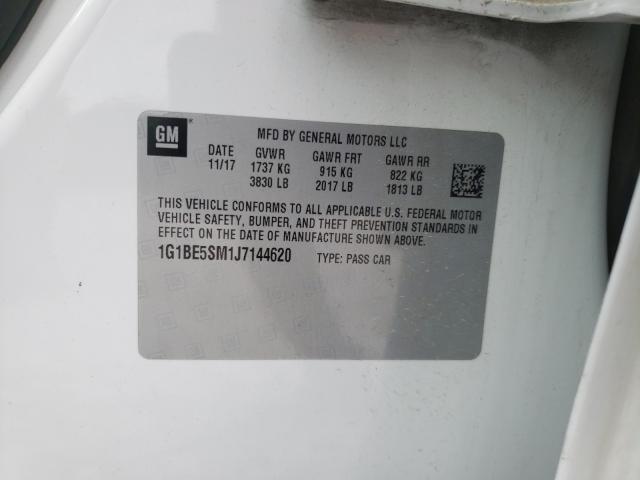 GM
MFD BY GENERAL MOTORS LLC
DATE GVWR GAWR FRT GAWR RR
11/17 1737 KG 915 KG 822 KG
3830 LB 2017 LB 1813 LB
THIS VEHICLE CONFORMS TO ALL APPLICABLE U.S. FEDERAL MOTOR
VEHICLE SAFETY, BUMPER, AND THEFT PREVENTION STANDARDS IN
EFFECT ON THE DATE OF MANUFACTURE SHOWN ABOVE.
1G1BE5SM1J7144620 TYPE: PASS CAR